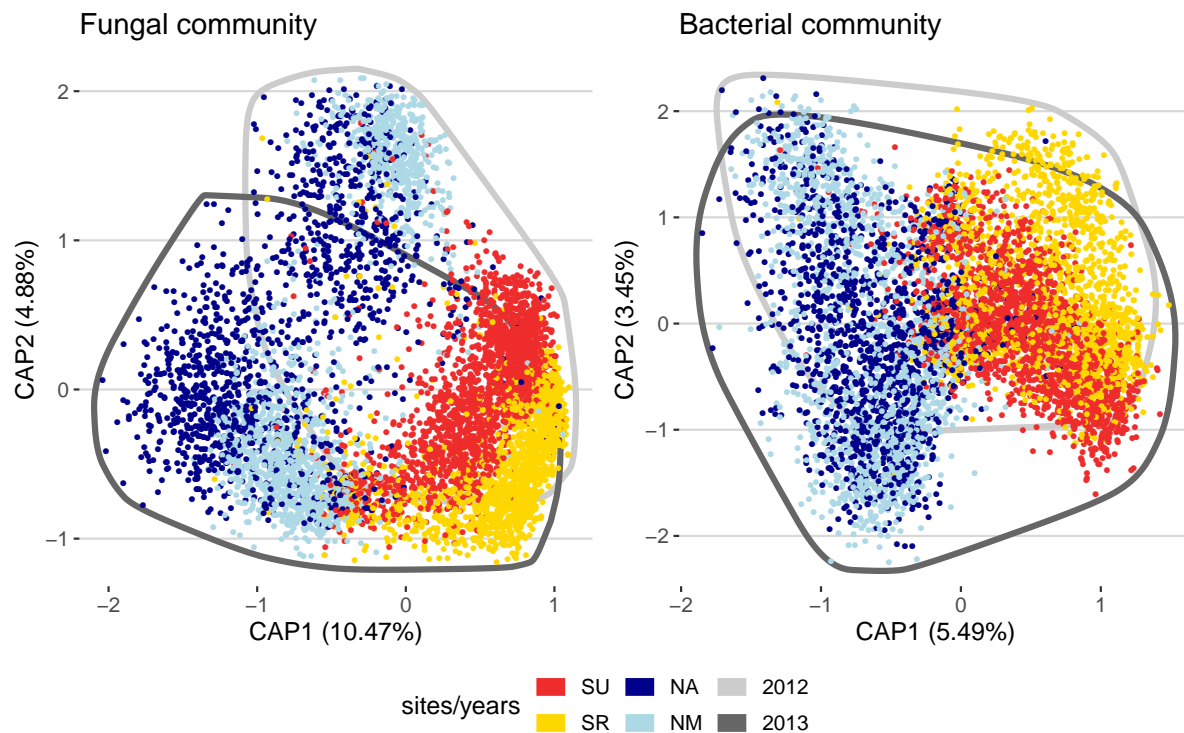 Fungal community
Bacterial community
CAP2 (4.88%)
2
1
0
−1
−2
−1
0
1
CAP1 (10.47%)
CAP2 (3.45%)
2
1
0
−1
−2
−2
−1
0
1
CAP1 (5.49%)
sites/years
SU
NA
2012
SR
NM
2013